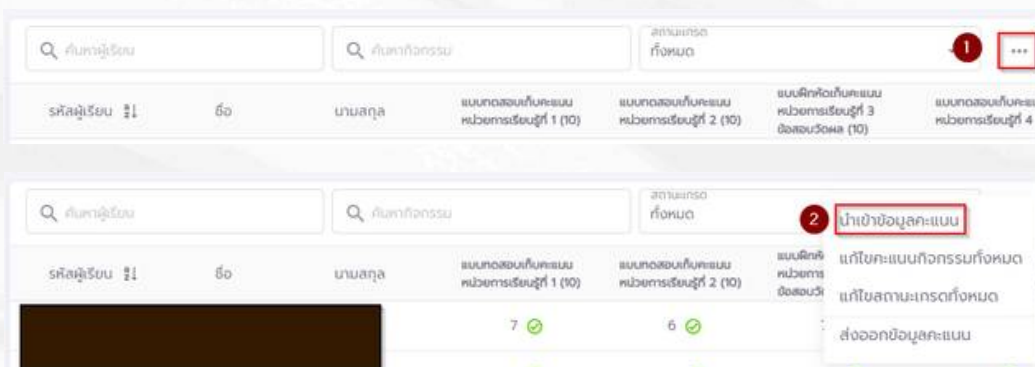 ค้นหาผู้เรียน
ค้นหากิจกรรม
สถานะเกรด
ทั้งหมด
1
...
รหัสผู้เรียน
ชื่อ
นามสกุล
แบบทดสอบเก็บคะแนน
หน่วยการเรียนรู้ที่ 1 (10)
แบบทดสอบเก็บคะแนน
หน่วยการเรียนรู้ที่ 2 (10)
แบบฝึกหัดเก็บคะแนน
หน่วยการเรียนรู้ที่ 3
ข้อสอบวัดผล (10)
แบบทดสอบเก็บคะแ
หน่วยการเรียนรู้ที่ 4
ค้นหาผู้เรียน
ค้นหากิจกรรม
สถานะเกรด
ทั้งหมด
2
นำเข้าข้อมูลคะแนน
แก้ไขคะแนนกิจกรรมทั้งหมด
แก้ไขสถานะเกรดทั้งหมด
ส่งออกข้อมูลคะแนน
รหัสผู้เรียน
ชื่อ
นามสกุล
แบบทดสอบเก็บคะแนน
หน่วยการเรียนรู้ที่ 1 (10)
แบบทดสอบเก็บคะแนน
หน่วยการเรียนรู้ที่ 2 (10)
แบบฝึกหั
หน่วยการ
ข้อสอบวั
7
6